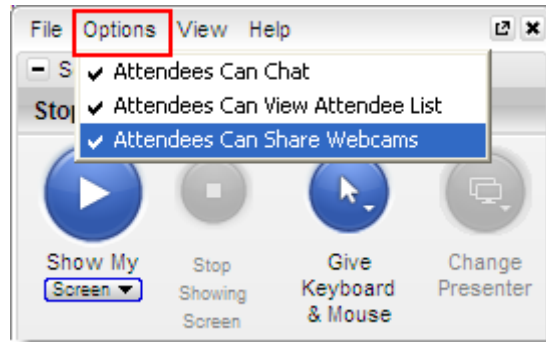 File Options View Help
S
✔ Attendees Can Chat
✔ Attendees Can View Attendee List
Stop
✔ Attendees Can Share Webcams
Show My
Screen
Stop
Showing
Screen
Give
Keyboard
& Mouse
Change
Presenter